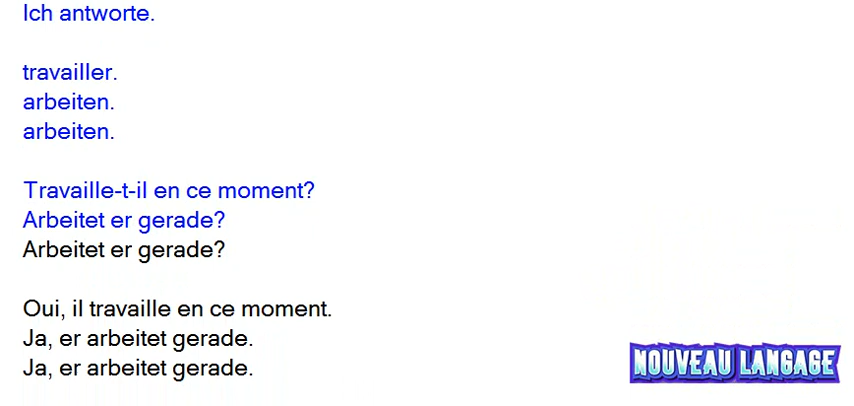 Ich antworte.
travailler.
arbeiten.
arbeiten.
Travaille-t-il en ce moment?
Arbeitet er gerade?
Arbeitet er gerade?
Oui, il travaille en ce moment.
Ja, er arbeitet gerade.
Ja, er arbeitet gerade.
NOUVEAU LANGAGE